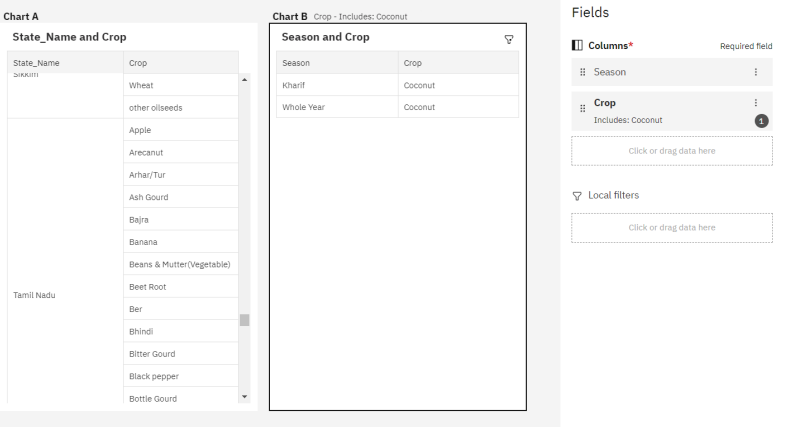 Chart A
State_Name and Crop
State_Name Crop
Sikkim
Wheat
other oilseeds
Apple
Arecanut
Arhar/Tur
Ash Gourd
Bajra
Banana
Beans & Mutter(Vegetable)
Beet Root
Tamil Nadu
Ber
Bhindi
Bitter Gourd
Black pepper
Bottle Gourd
Chart B Crop - Includes: Coconut
Season and Crop
Season Crop
Kharif Coconut
Whole Year Coconut
Fields
Columns* Required field
Season
Crop
Includes: Coconut 1
Click or drag data here
Local filters
Click or drag data here